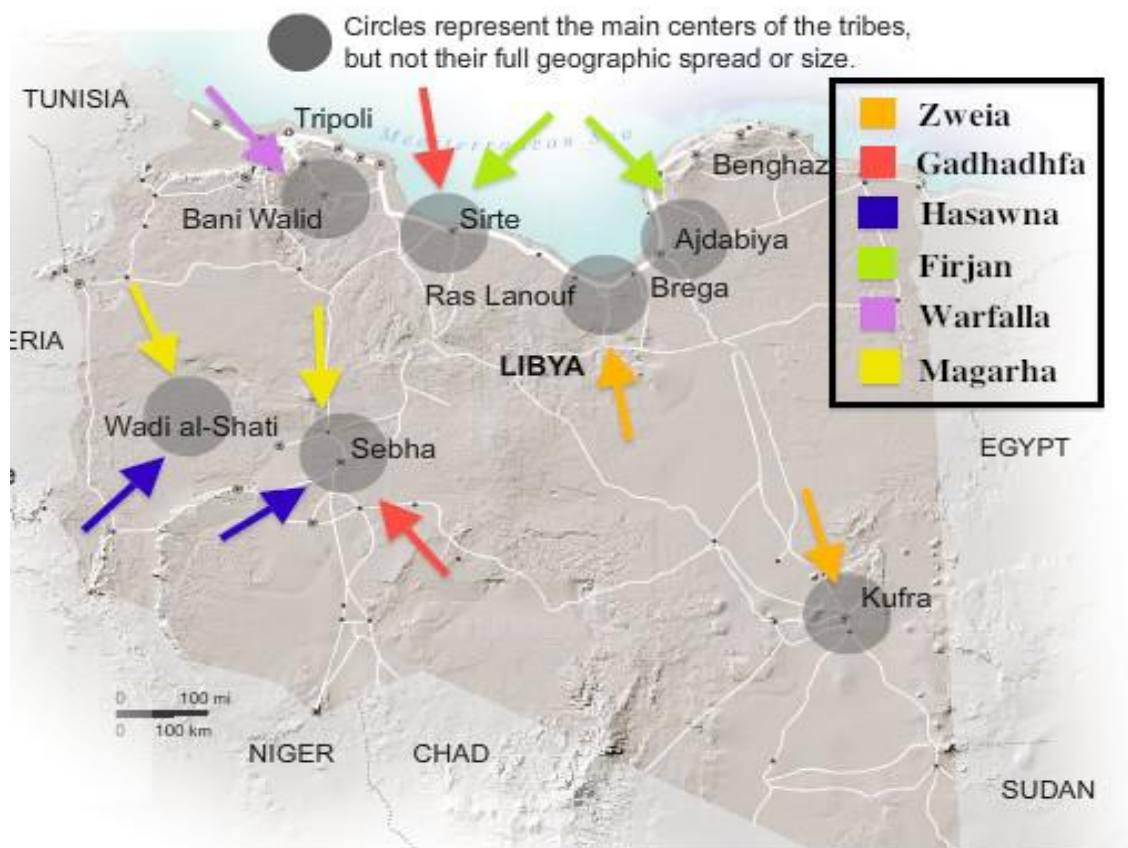 Circles represent the main centers of the tribes,
but not their full geographic spread or size.
TUNISIA
Tripoli
Mediterranean Sea
Benghaz
Bani Walid
Sirte
Ajdabiya
Ras Lanouf
Brega
ERIA
LIBYA
Wadi al-Shati
Sebha
EGYPT
Kufra
0 100 mi
0 100 km
NIGER
CHAD
SUDAN
Zweia
Gadhadhfa
Hasawna
Firjan
Warfalla
Magarha